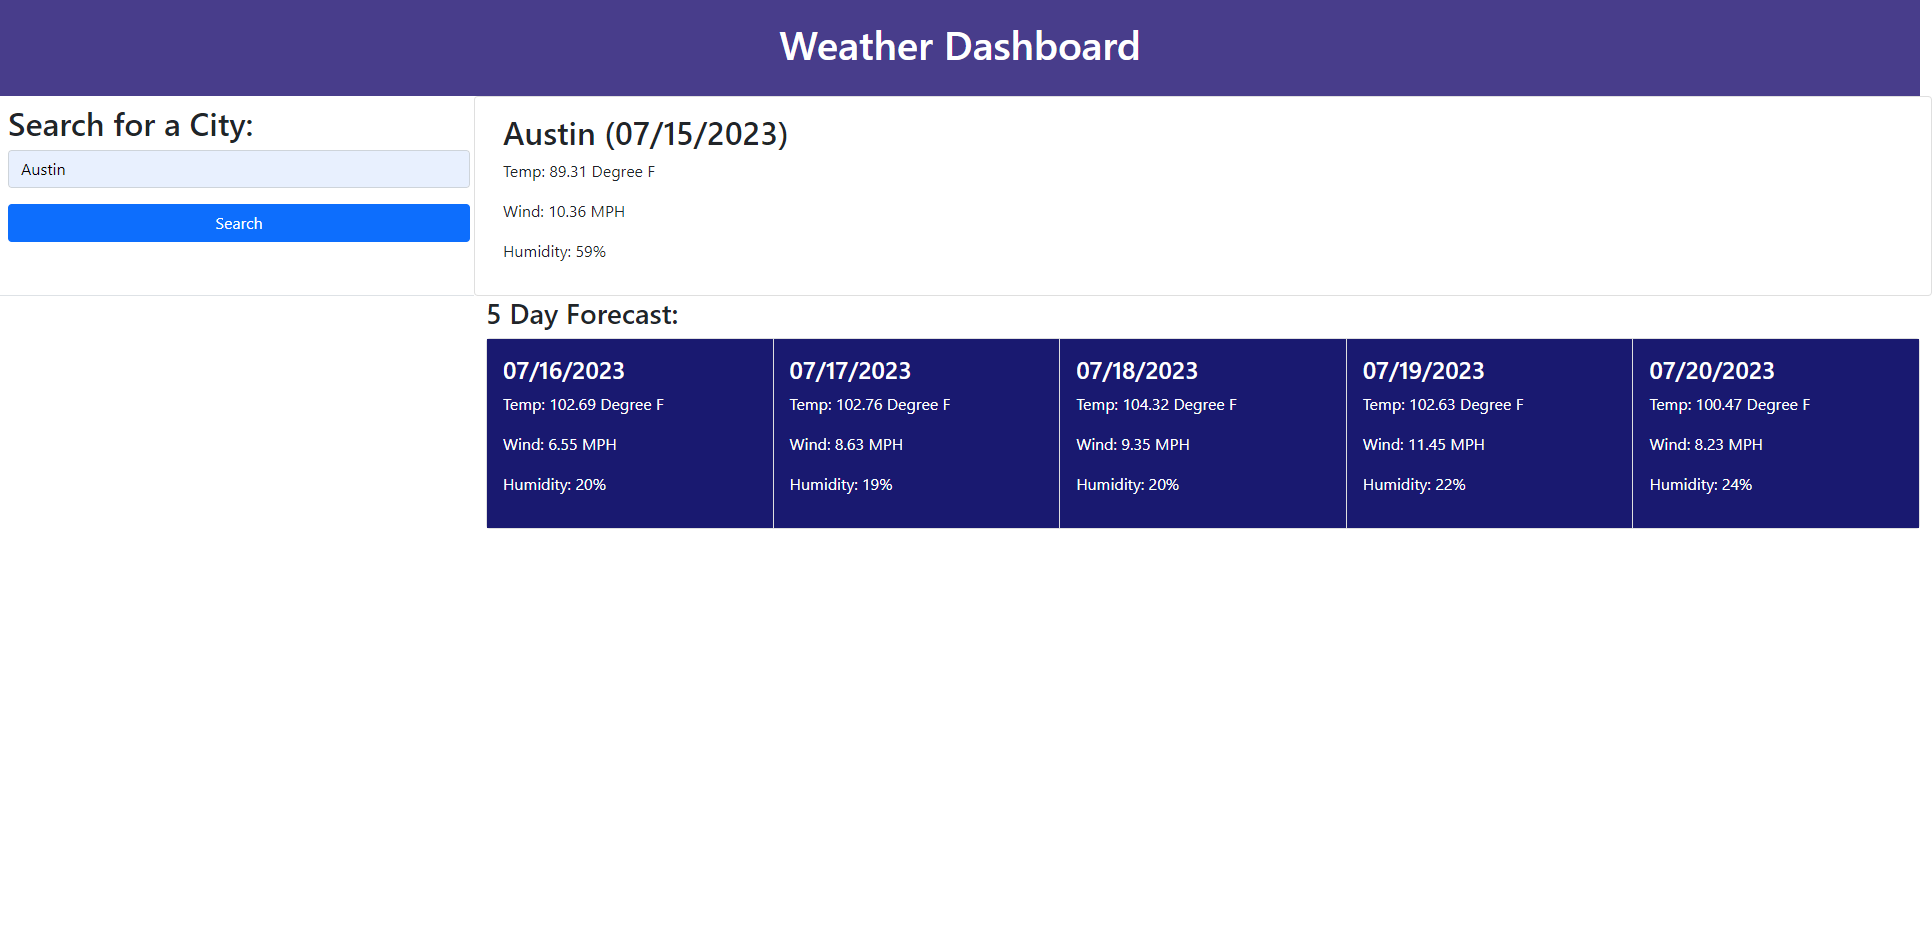 Weather Dashboard
Search for a City:
Austin
Search
Austin (07/15/2023)
Temp: 89.31 Degree F
Wind: 10.36 MPH
Humidity: 59%
5 Day Forecast:
07/16/2023
Temp: 102.69 Degree F
Wind: 6.55 MPH
Humidity: 20%
07/17/2023
Temp: 102.76 Degree F
Wind: 8.63 MPH
Humidity: 19%
07/18/2023
Temp: 104.32 Degree F
Wind: 9.35 MPH
Humidity: 20%
07/19/2023
Temp: 102.63 Degree F
Wind: 11.45 MPH
Humidity: 22%
07/20/2023
Temp: 100.47 Degree F
Wind: 8.23 MPH
Humidity: 24%